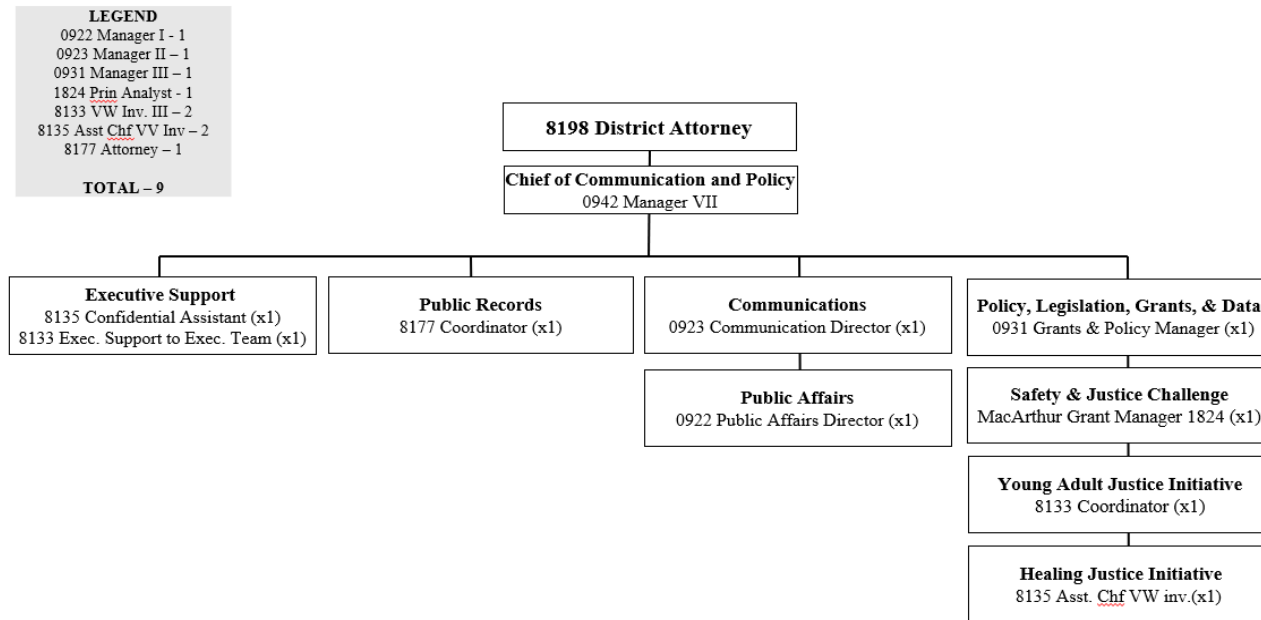 LEGEND
0922 Manager I - 1
0923 Manager II – 1
0931 Manager III – 1
1824 Prin Analyst - 1
8133 VW Inv. III – 2
8135 Asst Chf VV Inv – 2
8177 Attorney – 1
TOTAL – 9
8198 District Attorney
Chief of Communication and Policy
0942 Manager VII
Executive Support
8135 Confidential Assistant (x1)
8133 Exec. Support to Exec. Team (x1)
Public Records
8177 Coordinator (x1)
Communications
0923 Communication Director (x1)
Public Affairs
0922 Public Affairs Director (x1)
Policy, Legislation, Grants, & Data
0931 Grants & Policy Manager (x1)
Safety & Justice Challenge
MacArthur Grant Manager 1824 (x1)
Young Adult Justice Initiative
8133 Coordinator (x1)
Healing Justice Initiative
8135 Asst. Chf VW inv.(x1)